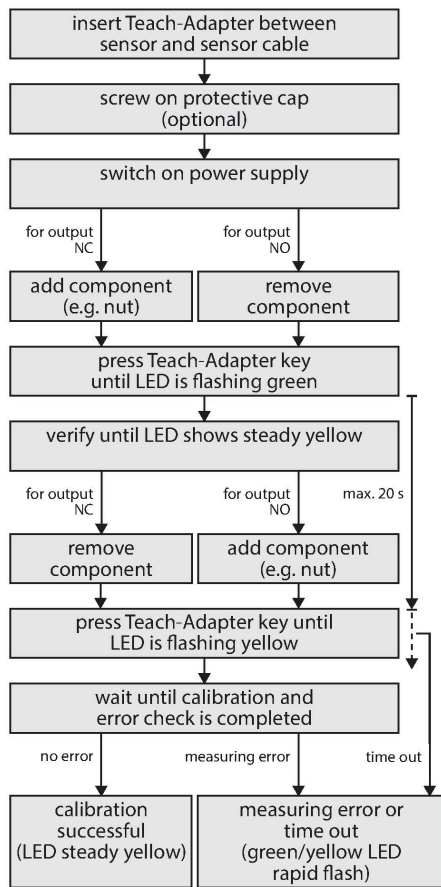 insert Teach-Adapter between
sensor and sensor cable
screw on protective cap
(optional)
switch on power supply
for output
NC
for output
NO
add component
(e.g. nut)
remove
component
press Teach-Adapter key
until LED is flashing green
verify until LED shows steady yellow
for output
NC
for output
NO
max. 20 s
remove
component
add component
(e.g. nut)
press Teach-Adapter key until
LED is flashing yellow
wait until calibration and
error check is completed
no error
measuring error
time out
calibration
successful
(LED steady yellow)
measuring error or
time out
(green/yellow LED
rapid flash)